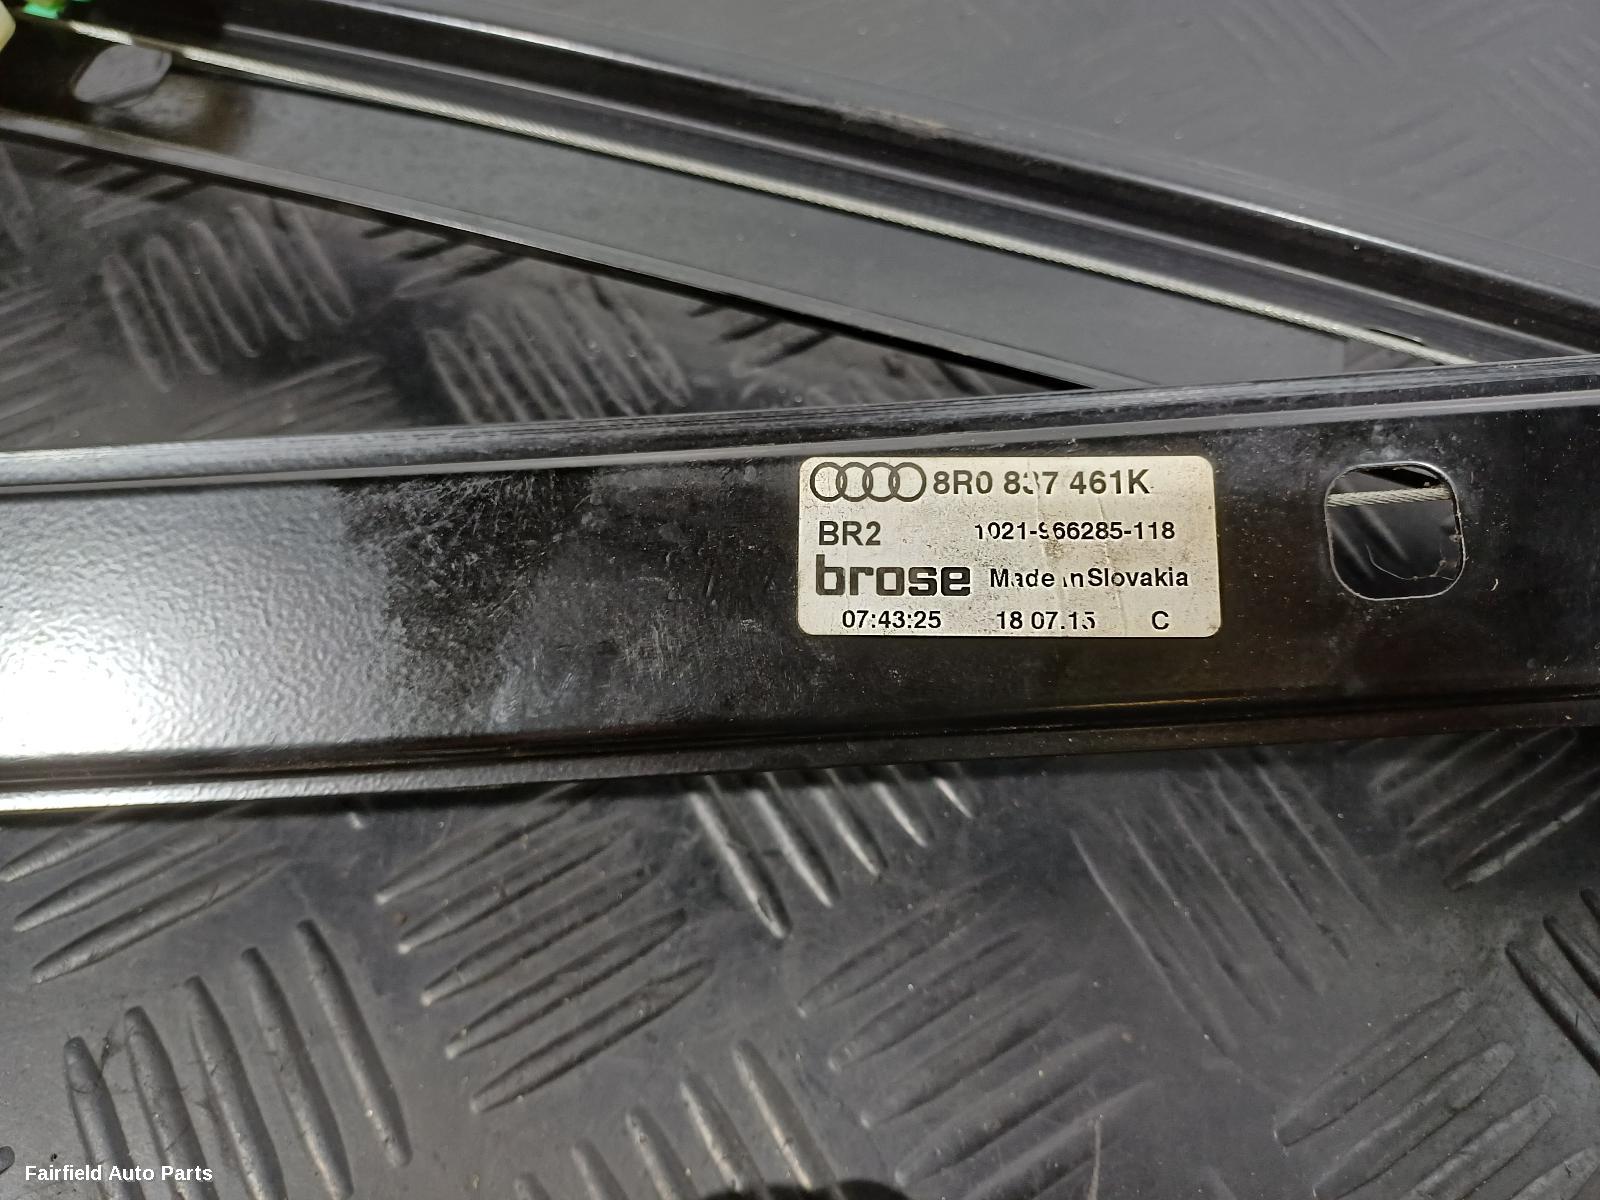 8R0 837 461K
BR2 1021-966285-118
brose Made in Slovakia
07:43:25 18 07.15 C
Fairfield Auto Parts